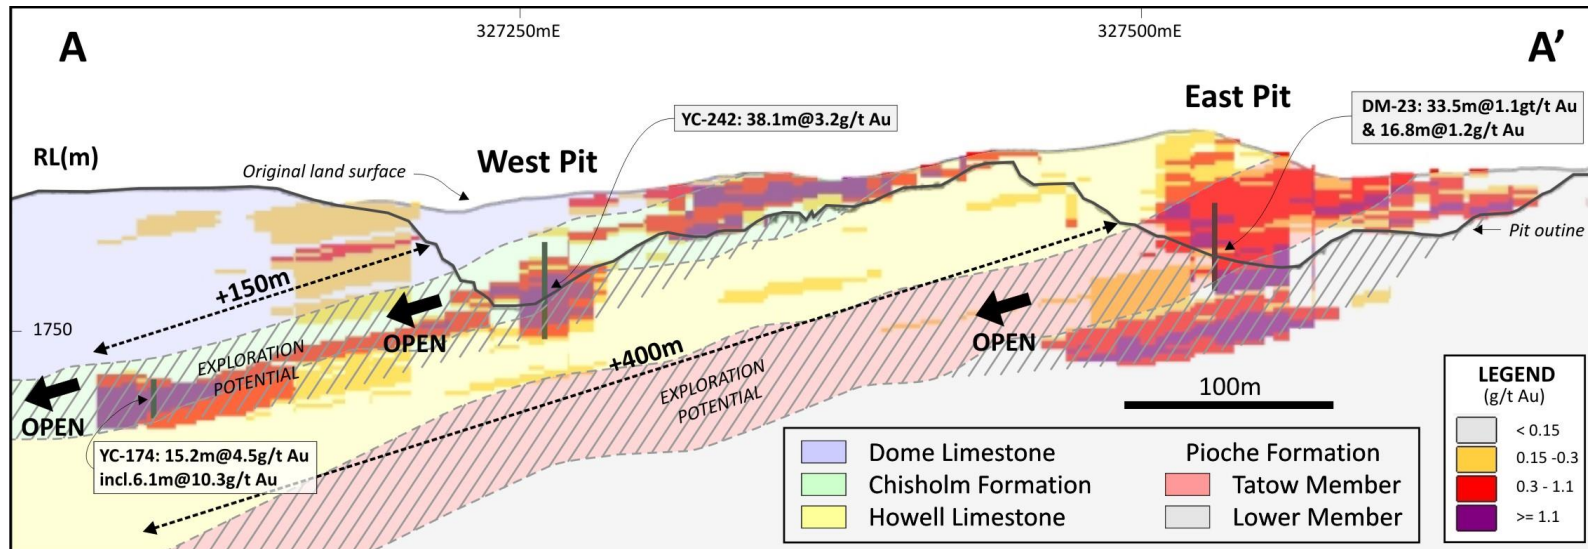 327250mE
327500mE
A
A’
East Pit
DM-23: 33.5m@1.1gt/t Au
& 16.8m@1.2g/t Au
YC-242: 38.1m@3.2g/t Au
RL(m)
West Pit
Original land surface
Pit outine
+150m
1750
OPEN
OPEN
EXPLORATION
POTENTIAL
+400m
EXPLORATION
POTENTIAL
OPEN
100m
YC-174: 15.2m@4.5g/t Au
incl.6.1m@10.3g/t Au
Dome Limestone
Chisholm Formation
Howell Limestone
Pioche Formation
Tatow Member
Lower Member
LEGEND
(g/t Au)
< 0.15
0.15 -0.3
0.3 - 1.1
>= 1.1